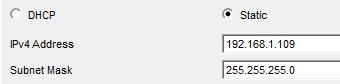 DHCP Static
IPv4 Address 192.168.1.109
Subnet Mask 255.255.255.0